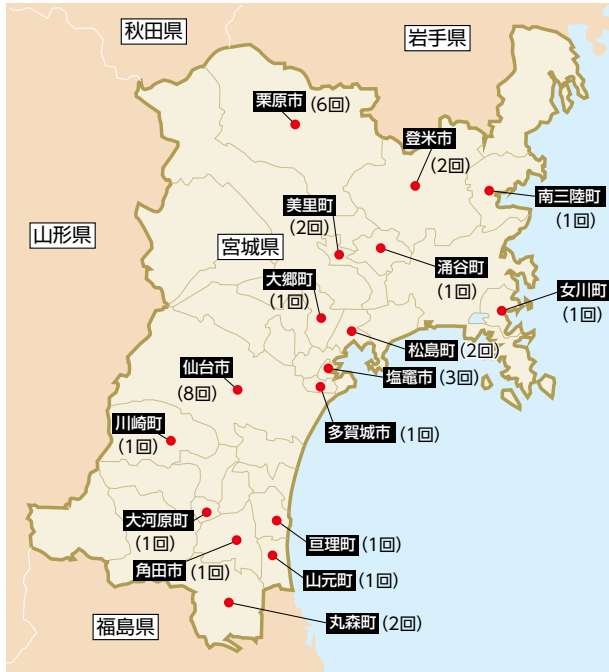 秋田県
岩手県
栗原市 (6回)
登米市
(2回)
南三陸町
(1回)
美里町
(2回)
山形県
宮城県
涌谷町
(1回)
大郷町
(1回)
女川町
(1回)
松島町 (2回)
仙台市
(8回)
塩竈市 (3回)
川崎町
(1回)
多賀城市 (1回)
大河原町
(1回)
亘理町 (1回)
角田市 (1回)
山元町 (1回)
福島県
丸森町 (2回)